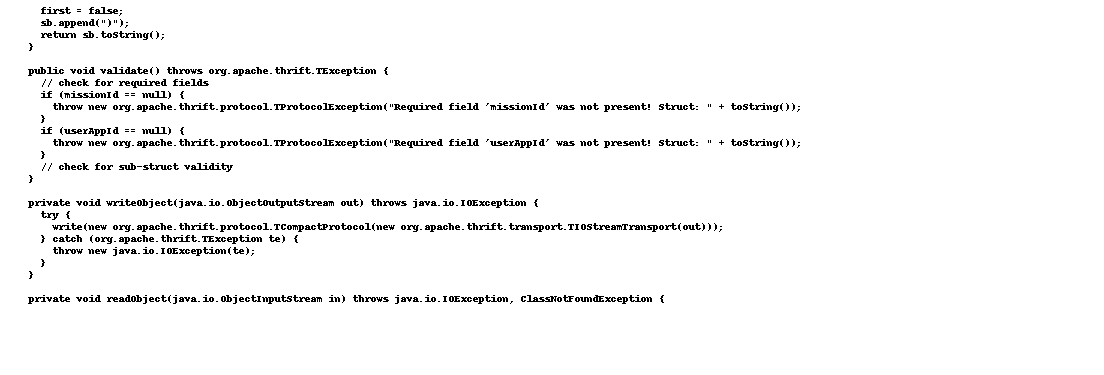 first = false;
sb.append(")");
return sb.toString();
}
public void validate() throws org.apache.thrift.TException {
// check for required fields
if (missionId == null) {
throw new org.apache.thrift.protocol.TProtocolException("Required field 'missionId' was not present! Struct: " + toString());
}
if (userAppId == null) {
throw new org.apache.thrift.protocol.TProtocolException("Required field 'userAppId' was not present! Struct: " + toString());
}
// check for sub-struct validity
}
private void writeObject(java.io.ObjectOutputStream out) throws java.io.IOException {
try {
write(new org.apache.thrift.protocol.TCompactProtocol(new org.apache.thrift.transport.TIOStreamTransport(out)));
} catch (org.apache.thrift.TException te) {
throw new java.io.IOException(te);
}
}
private void readObject(java.io.ObjectInputStream in) throws java.io.IOException, ClassNotFoundException {